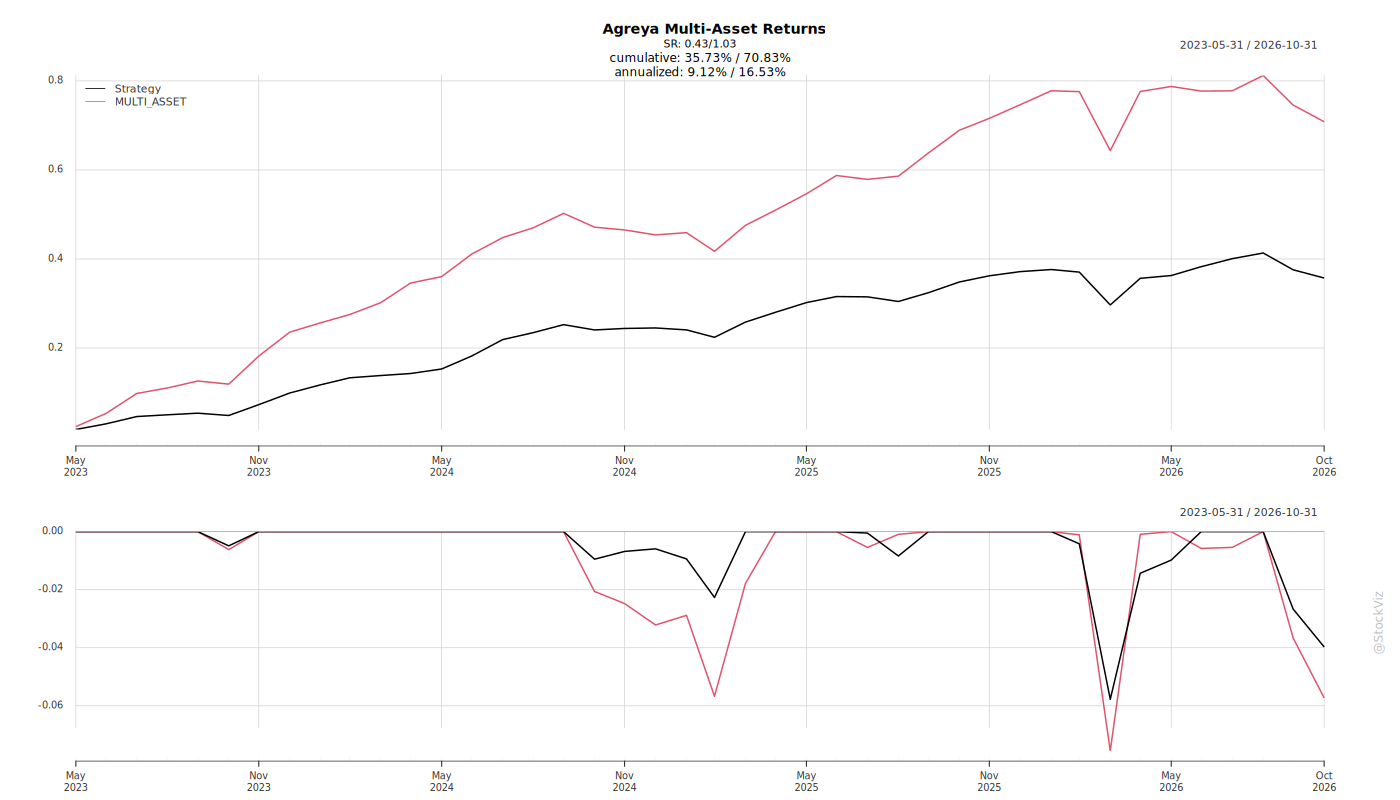 Agreya Multi-Asset Returns
SR: 0.43/1.03
cumulative: 35.73% / 70.83%
annualized: 9.12% / 16.53%
2023-05-31 / 2026-10-31
Strategy
MULTI_ASSET
0.8
0.6
0.4
0.2
May Nov May Nov May Nov May Oct
2023 2023 2024 2024 2025 2025 2026 2026
2023-05-31 / 2026-10-31
0.00
-0.02
-0.04
-0.06
May Nov May Nov May Nov May Oct
2023 2023 2024 2024 2025 2025 2026 2026
@StockViz